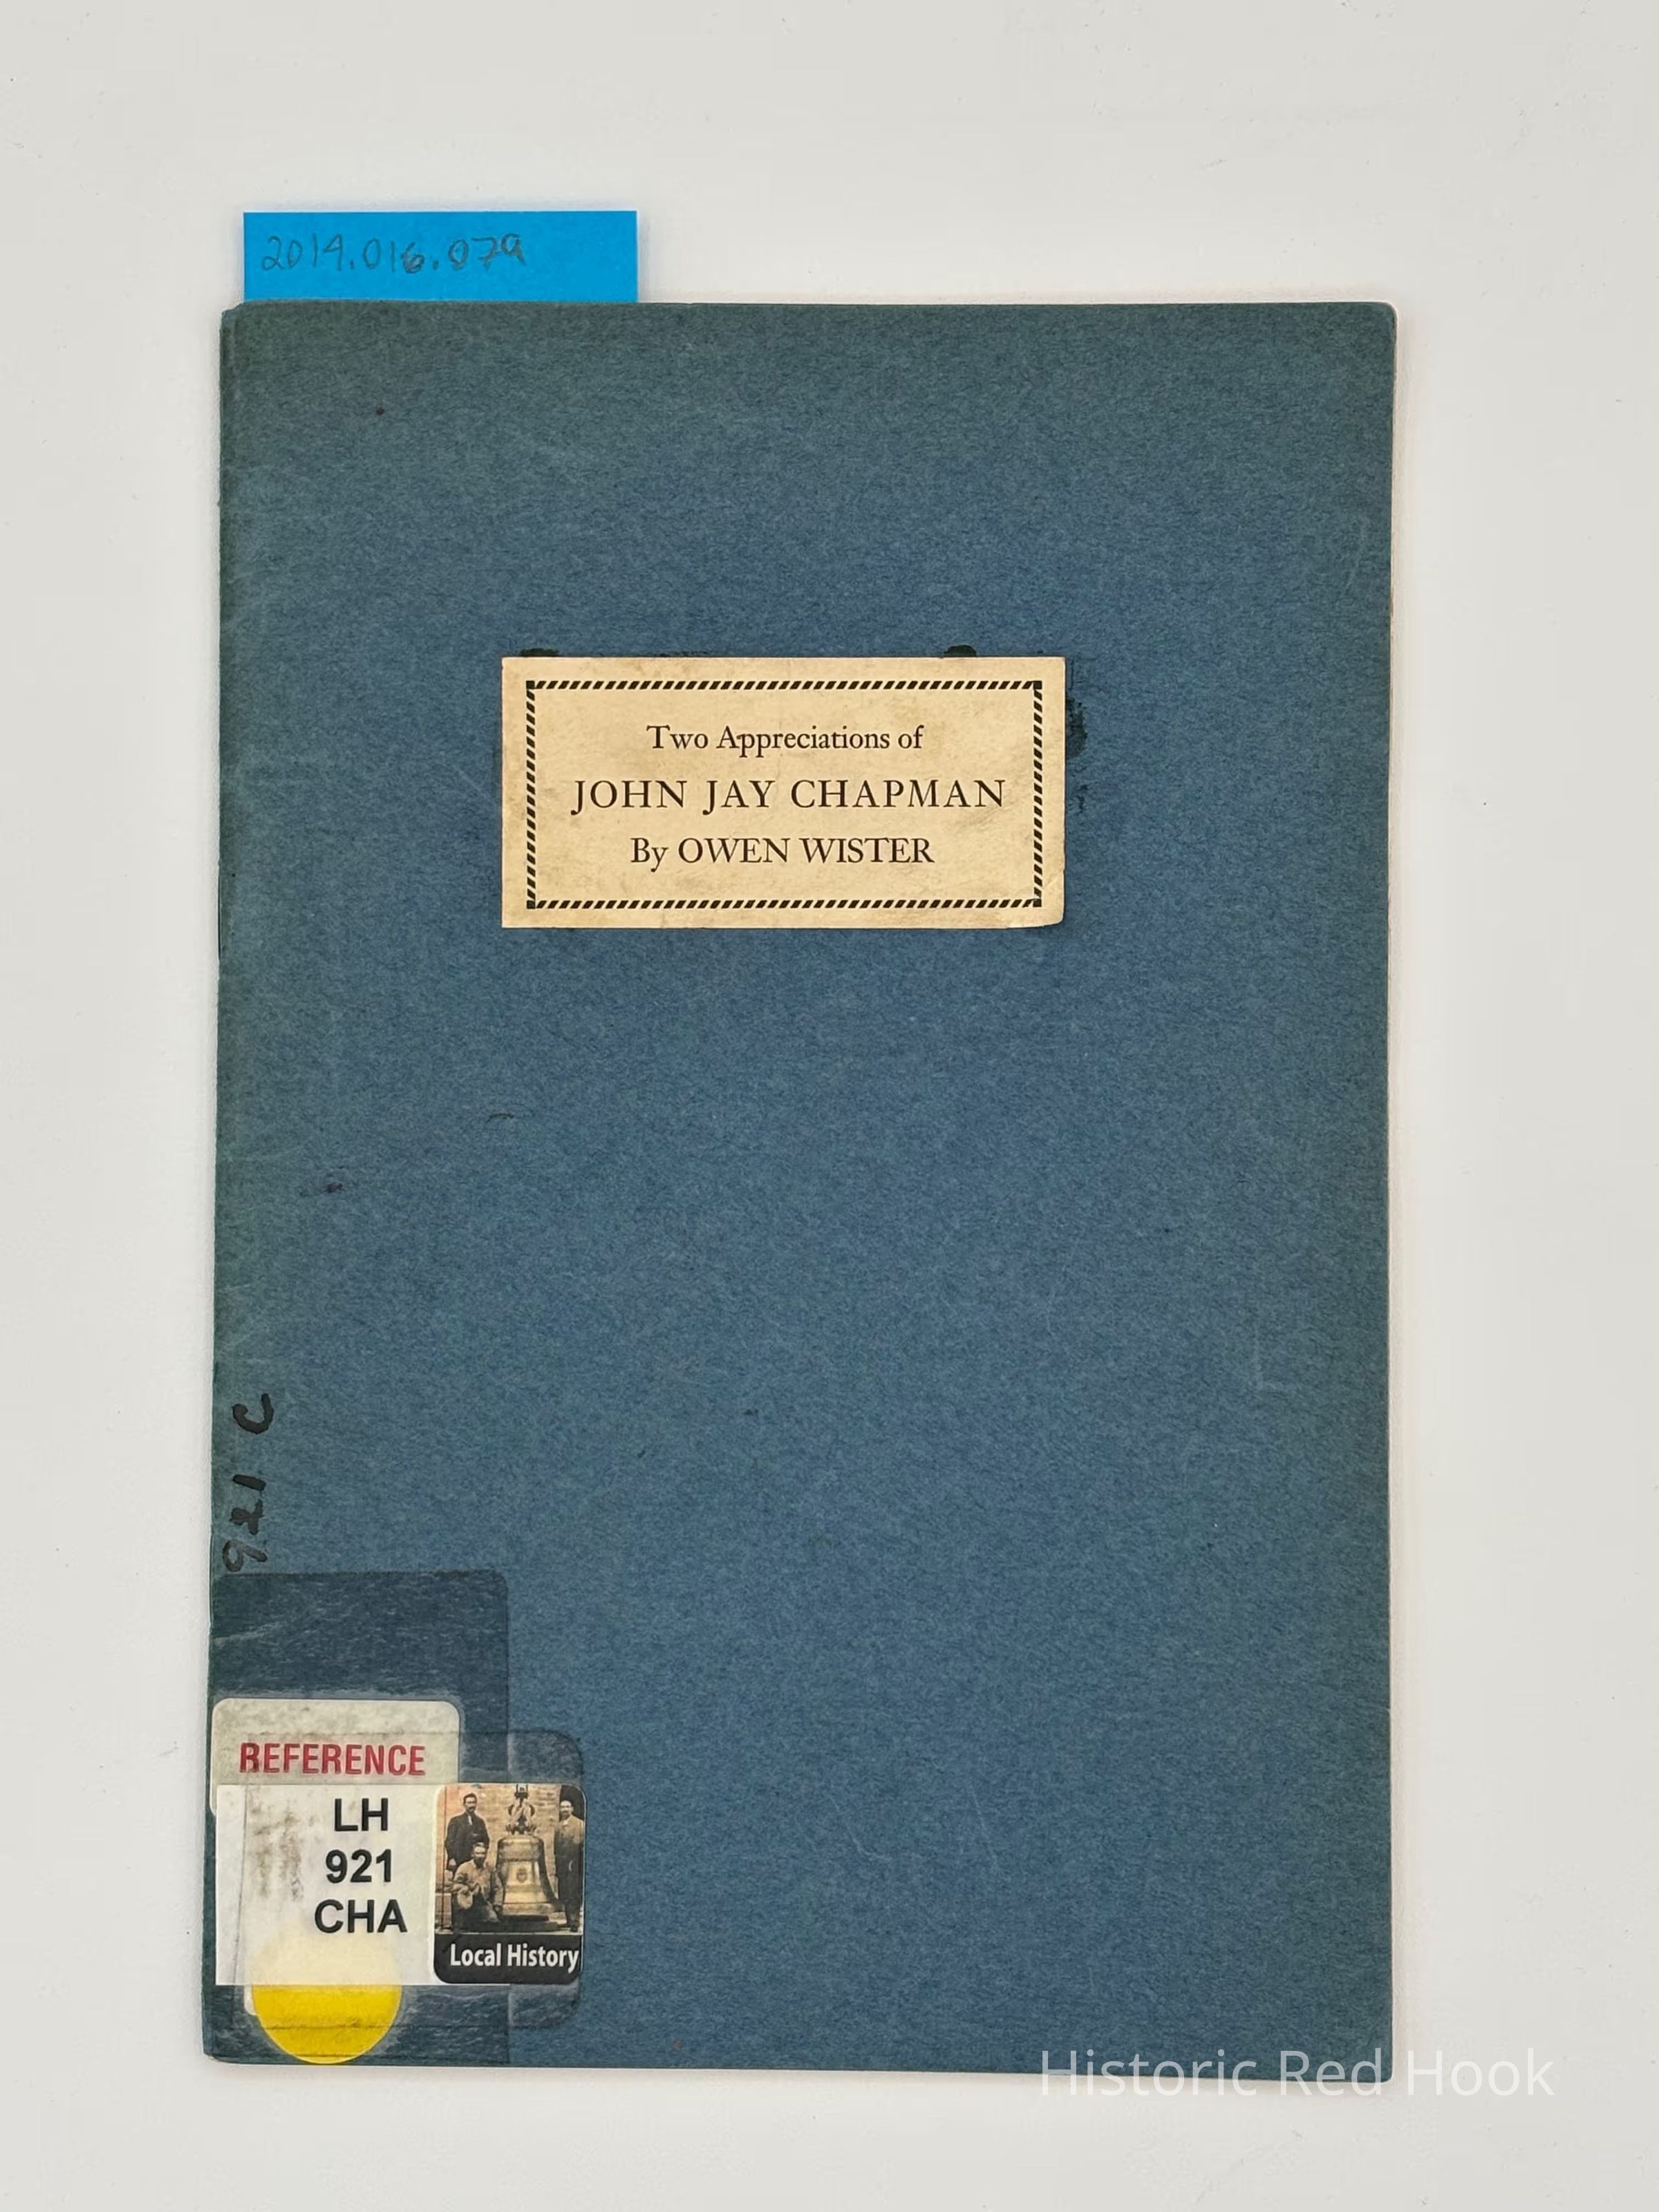 2019.016.079
Two Appreciations of
JOHN JAY CHAPMAN
By OWEN WISTER
921 C
REFERENCE
LH
921
CHA
Local History
Historic Red Hook